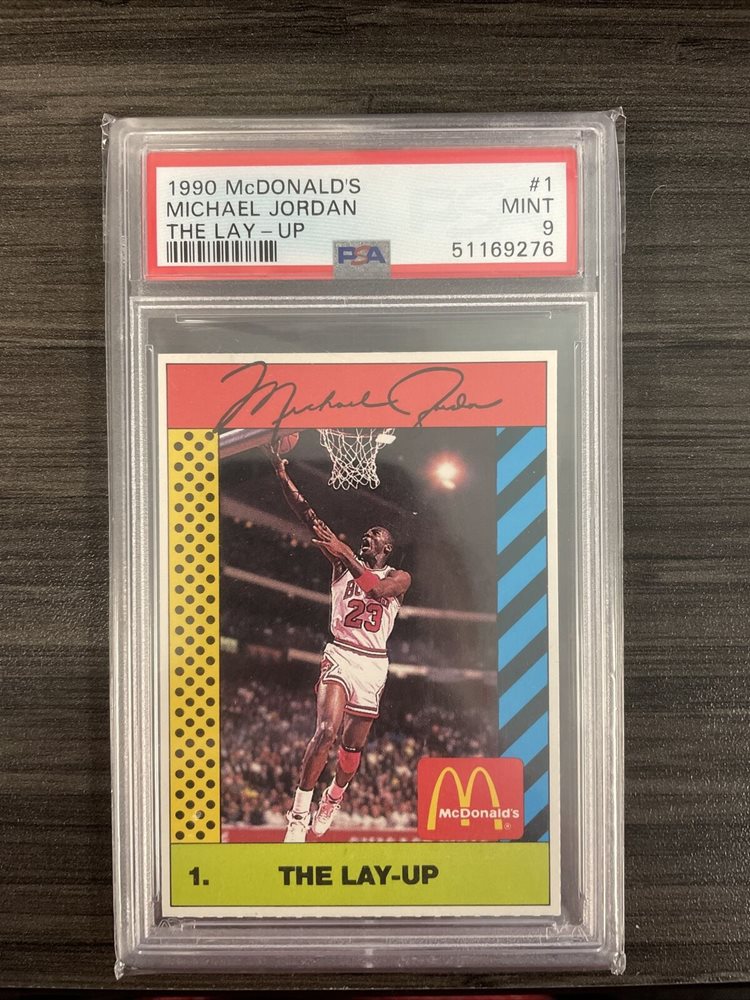 1990 McDONALD'S #1
MICHAEL JORDAN MINT
THE LAY-UP 9
PSA 51169276
Michael Jordan
BULLS
23
McDonald's®
1. THE LAY-UP